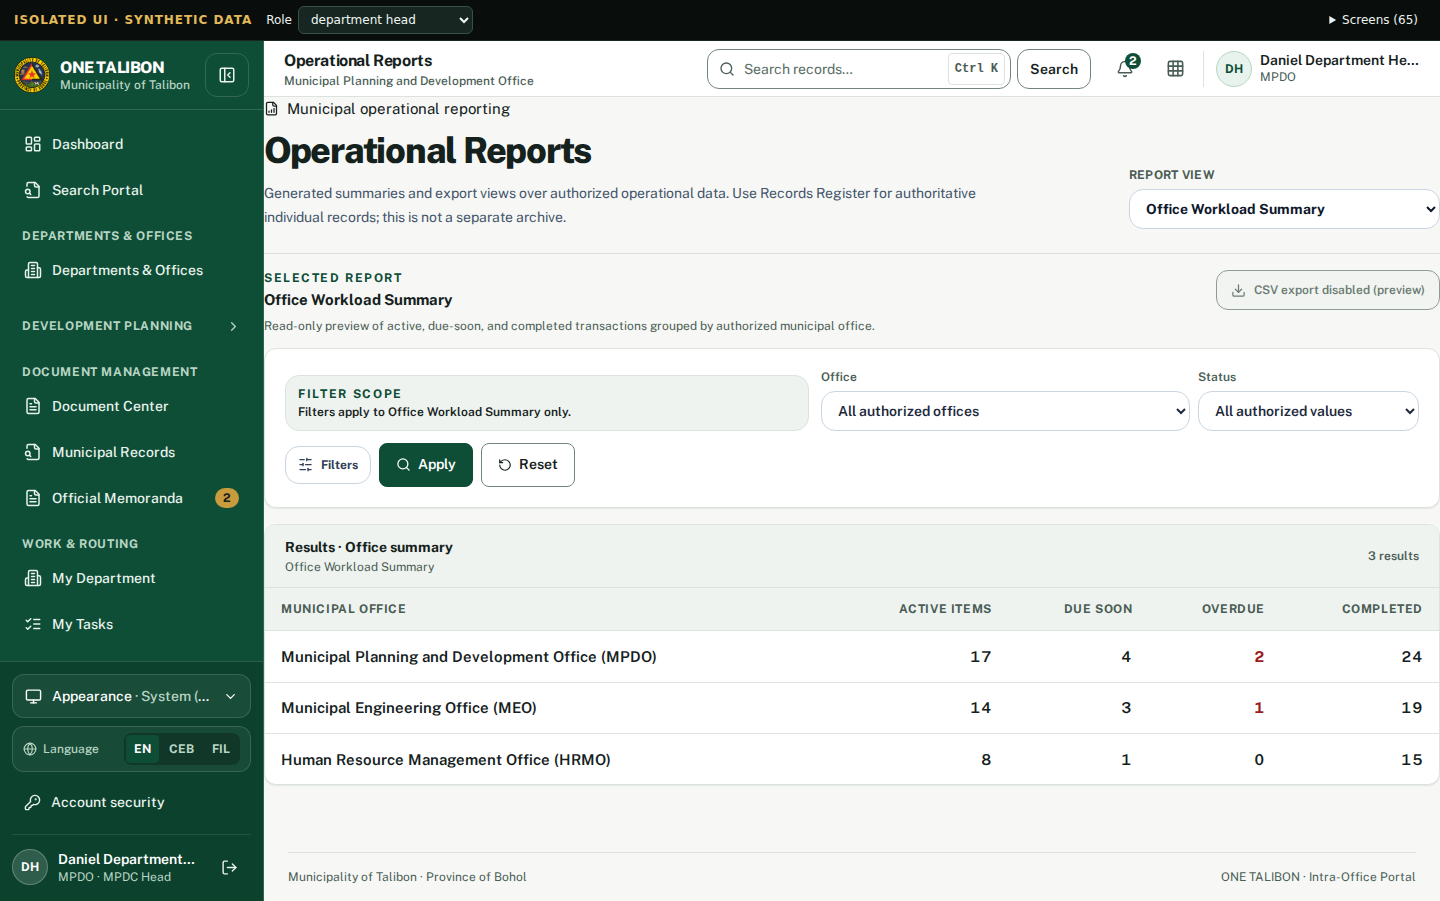 ISOLATED UI · SYNTHETIC DATA Role department head ▶ Screens (65)
ONE TALIBON
Municipality of Talibon
Operational Reports
Municipal Planning and Development Office
Search records... Ctrl K Search 2 DH Daniel Department He...
MPDO
Dashboard
Search Portal
DEPARTMENTS & OFFICES
Departments & Offices
DEVELOPMENT PLANNING
DOCUMENT MANAGEMENT
Document Center
Municipal Records
Official Memoranda 2
WORK & ROUTING
My Department
My Tasks
Appearance · System (...
Language EN CEB FIL
Account security
DH Daniel Department...
MPDO · MPDC Head
Municipal operational reporting
Operational Reports
Generated summaries and export views over authorized operational data. Use Records Register for authoritative
individual records; this is not a separate archive.
REPORT VIEW
Office Workload Summary
SELECTED REPORT
Office Workload Summary
Read-only preview of active, due-soon, and completed transactions grouped by authorized municipal office.
CSV export disabled (preview)
FILTER SCOPE
Filters apply to Office Workload Summary only.
Office
All authorized offices
Status
All authorized values
Filters Apply Reset
Results · Office summary
Office Workload Summary
3 results
MUNICIPAL OFFICE ACTIVE ITEMS DUE SOON OVERDUE COMPLETED
Municipal Planning and Development Office (MPDO) 17 4 2 24
Municipal Engineering Office (MEO) 14 3 1 19
Human Resource Management Office (HRMO) 8 1 0 15
Municipality of Talibon · Province of Bohol
ONE TALIBON · Intra-Office Portal